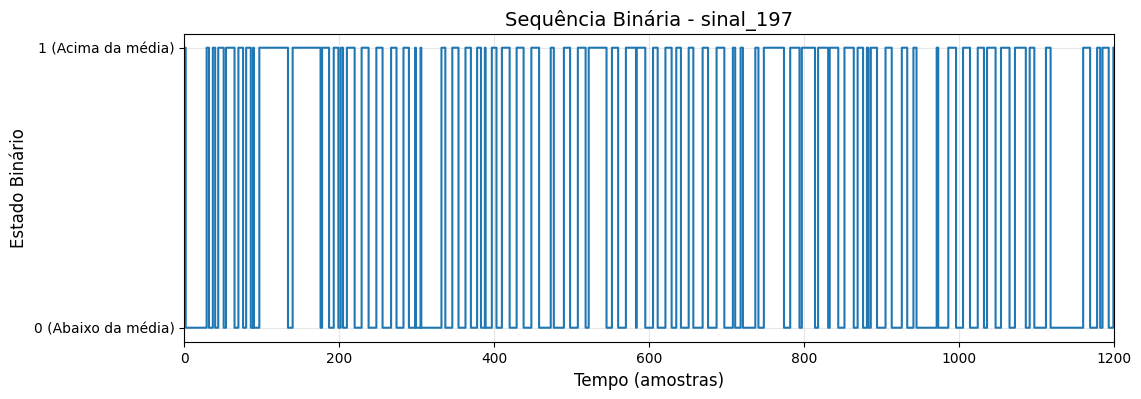 Sequência Binária - sinal_197
1 (Acima da média)
Estado Binário
0 (Abaixo da média)
0 200 400 600 800 1000 1200
Tempo (amostras)